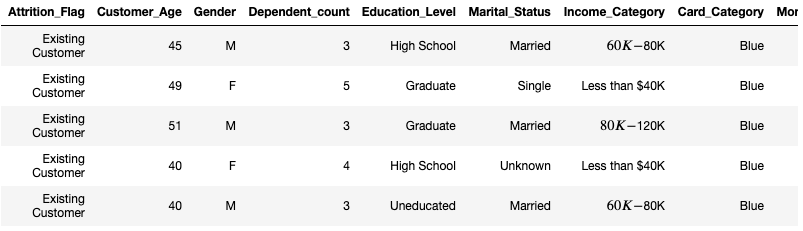 Attrition_Flag Customer_Age Gender Dependent_count Education_Level Marital_Status Income_Category Card_Category Mon
Existing Customer 45 M 3 High School Married 60K−80K Blue
Existing Customer 49 F 5 Graduate Single Less than $40K Blue
Existing Customer 51 M 3 Graduate Married 80K−120K Blue
Existing Customer 40 F 4 High School Unknown Less than $40K Blue
Existing Customer 40 M 3 Uneducated Married 60K−80K Blue